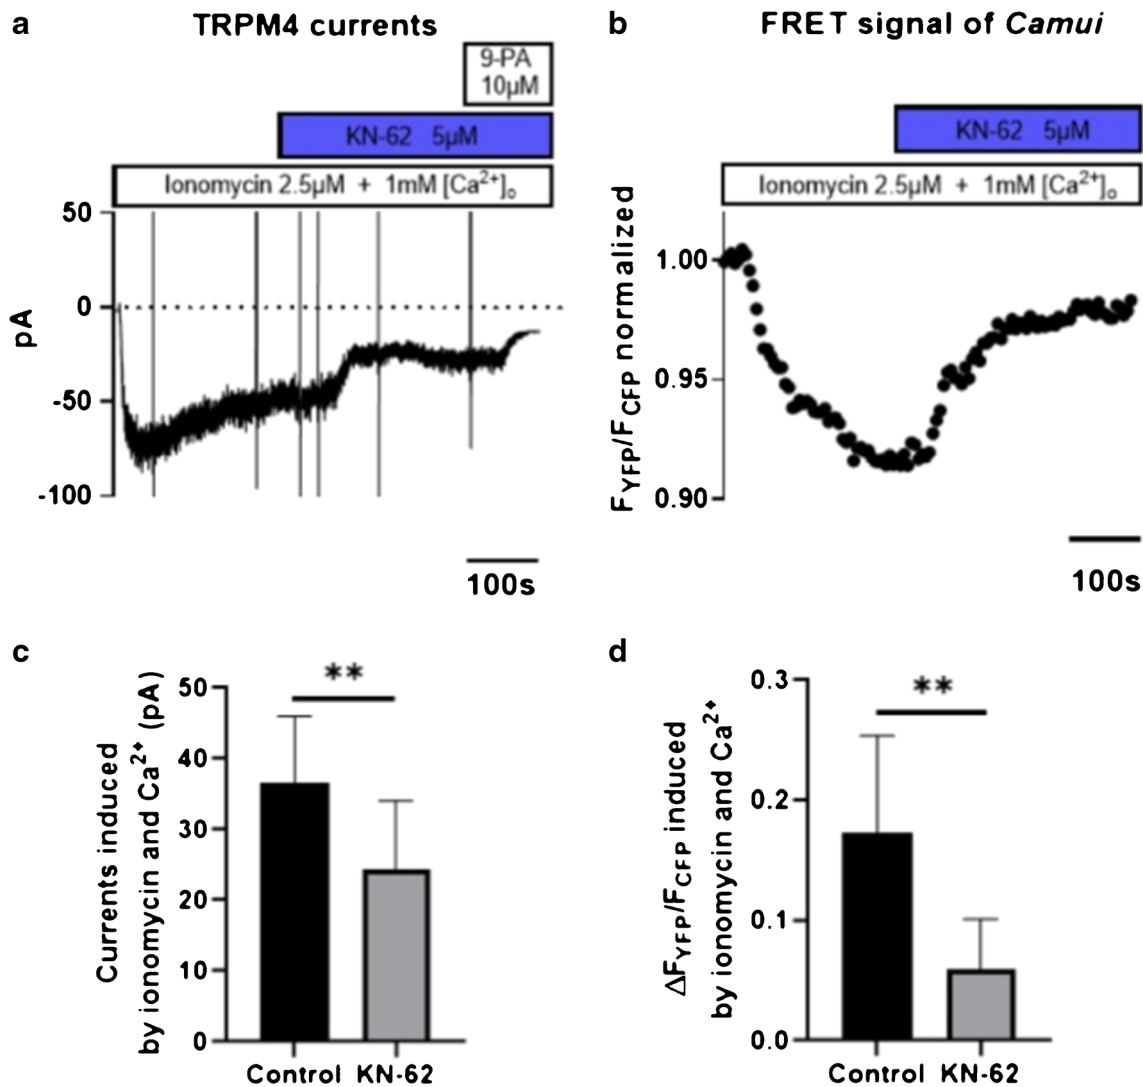 a
TRPM4 currents
9-PA
10µM
KN-62 5µM
Ionomycin 2.5µM + 1mM [Ca²⁺]ₒ
50
0
-50
-100
pA
100s
b
FRET signal of Camui
KN-62 5µM
Ionomycin 2.5µM + 1mM [Ca²⁺]ₒ
1.00
0.95
0.90
FYFP/FCFP normalized
100s
c
**
50
40
30
20
10
0
Currents induced
by ionomycin and Ca²⁺ (pA)
Control KN-62
d
**
0.3
0.2
0.1
0.0
ΔFYFP/FCFP induced
by ionomycin and Ca²⁺
Control KN-62